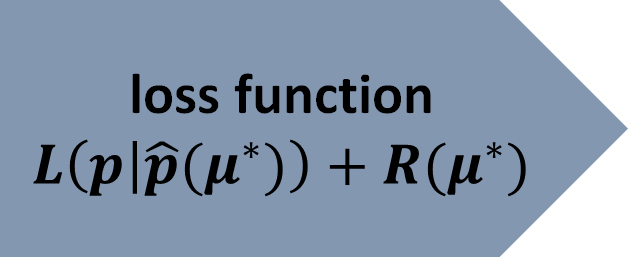 loss function
L(p|p̂(μ*)) + R(μ*)